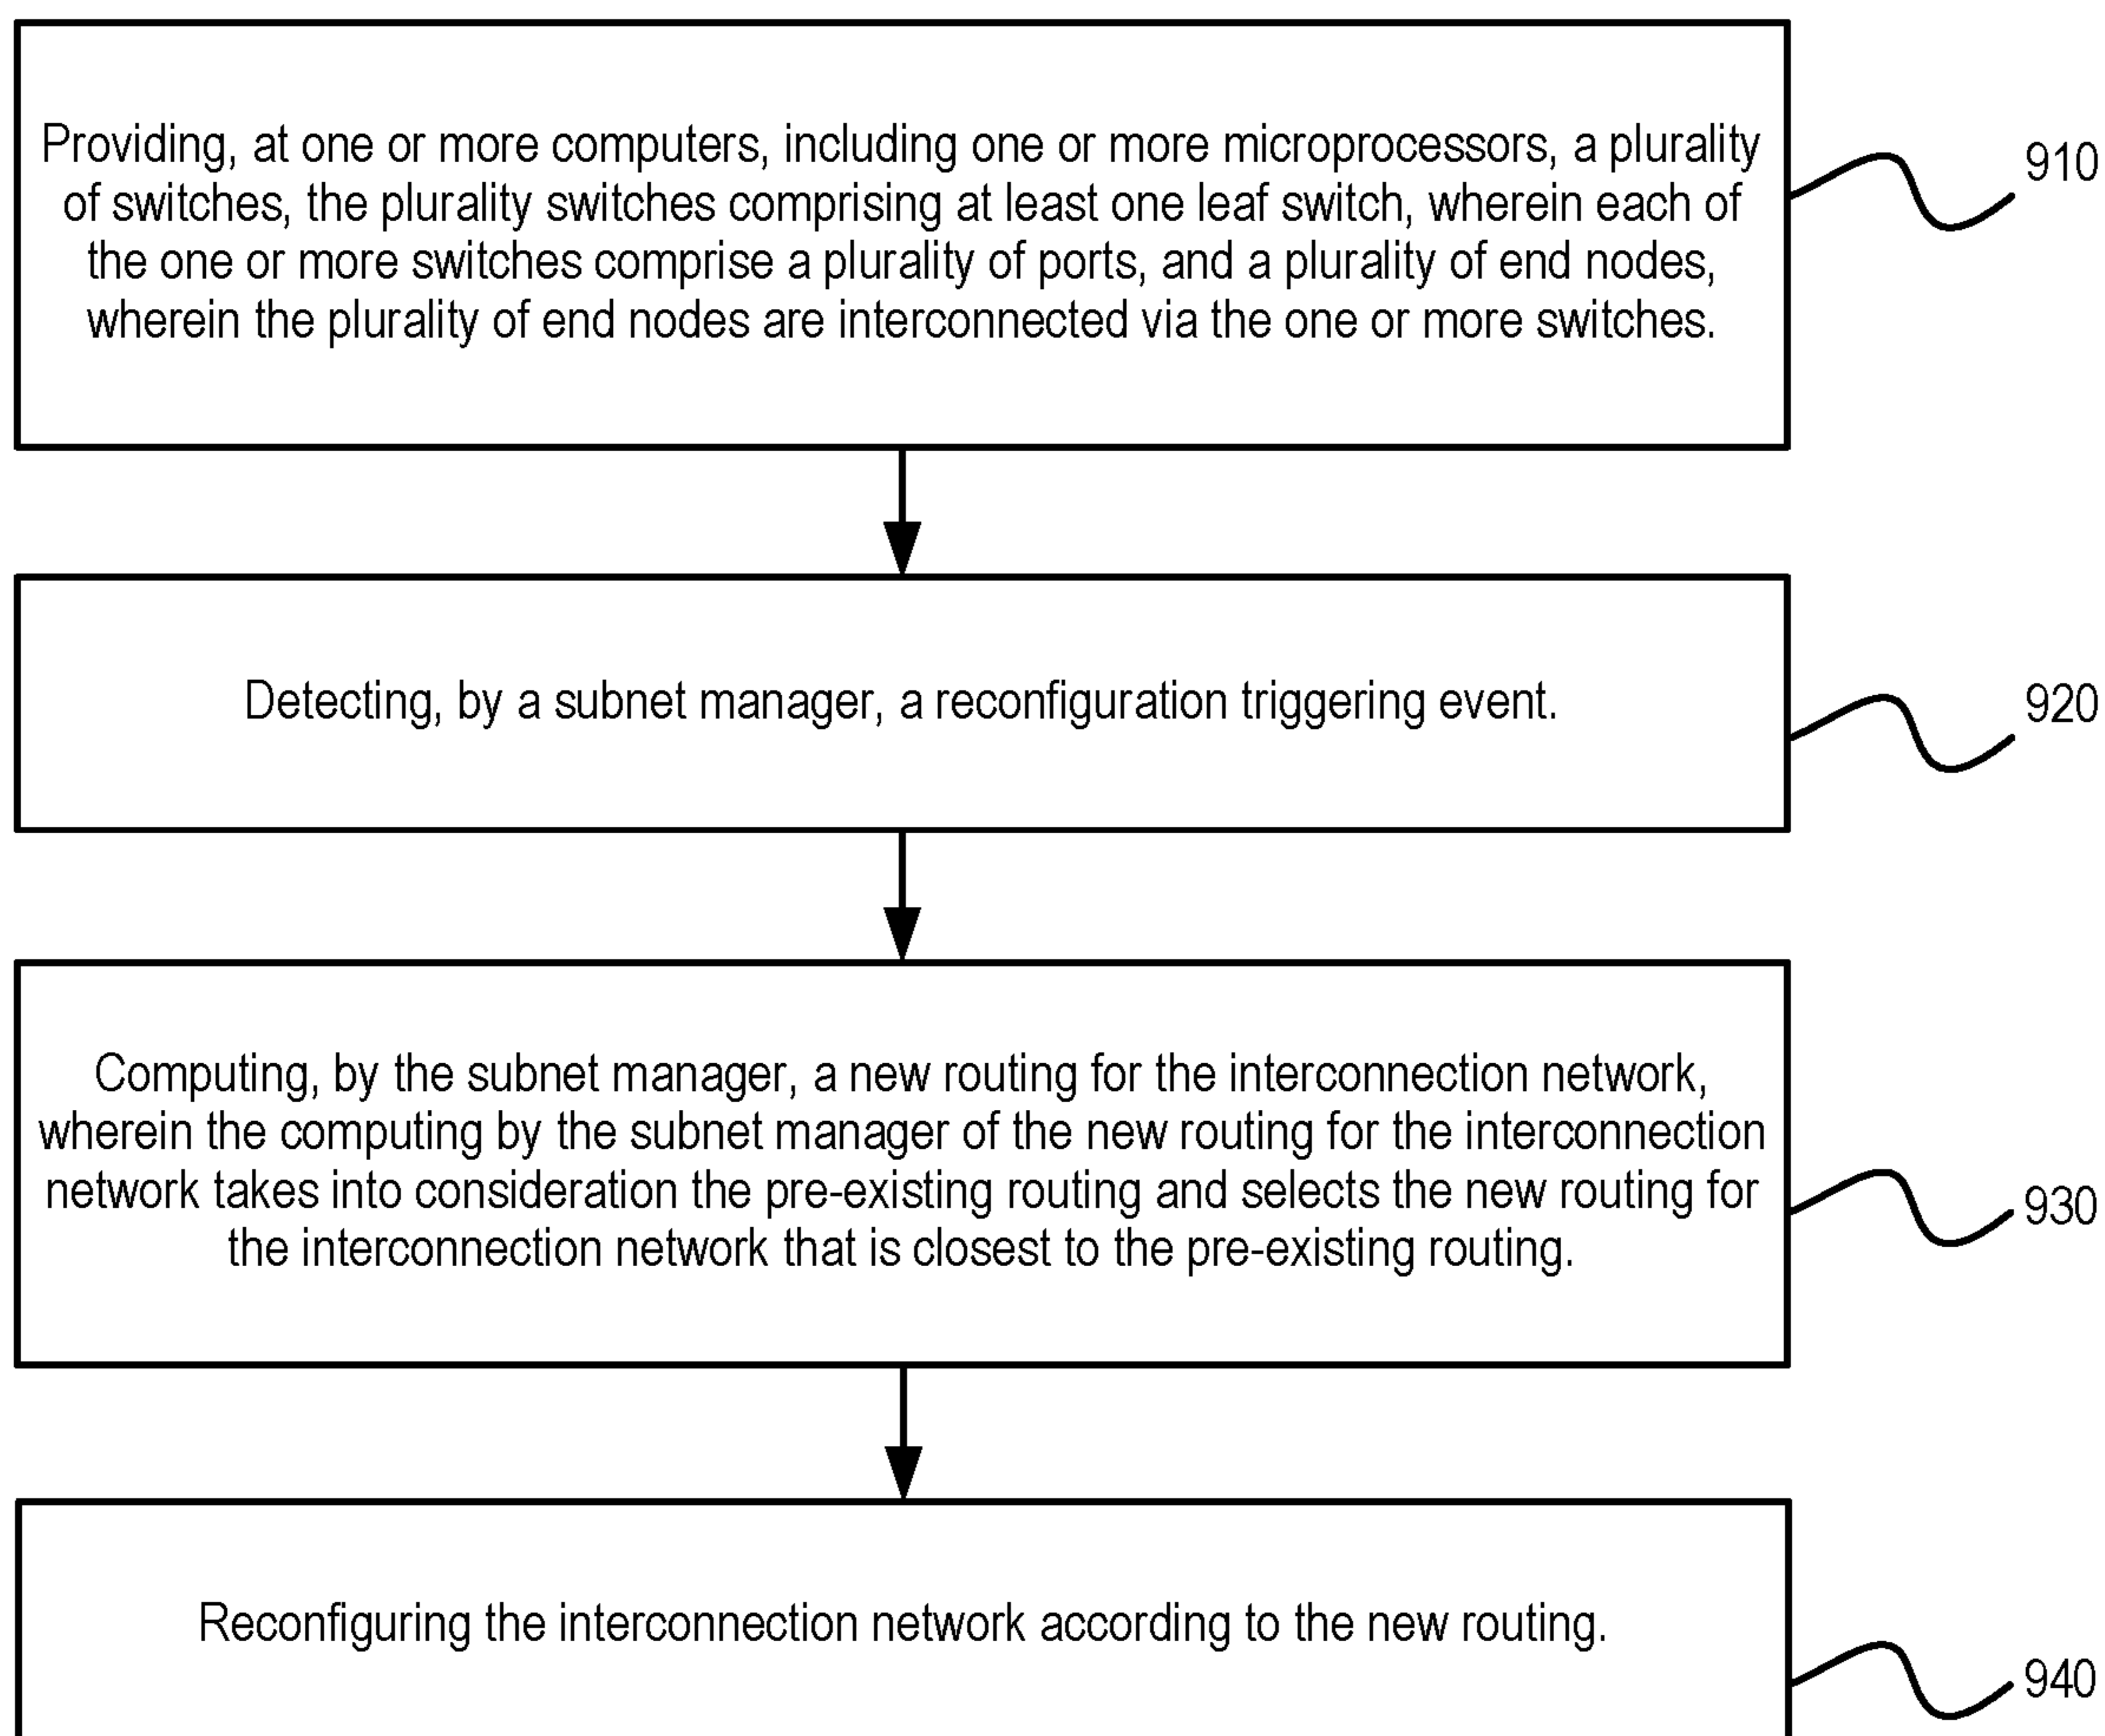 Providing, at one or more computers, including one or more microprocessors, a plurality
of switches, the plurality switches comprising at least one leaf switch, wherein each of
the one or more switches comprise a plurality of ports, and a plurality of end nodes,
wherein the plurality of end nodes are interconnected via the one or more switches.
910
Detecting, by a subnet manager, a reconfiguration triggering event.
920
Computing, by the subnet manager, a new routing for the interconnection network,
wherein the computing by the subnet manager of the new routing for the interconnection
network takes into consideration the pre-existing routing and selects the new routing for
the interconnection network that is closest to the pre-existing routing.
930
Reconfiguring the interconnection network according to the new routing.
940